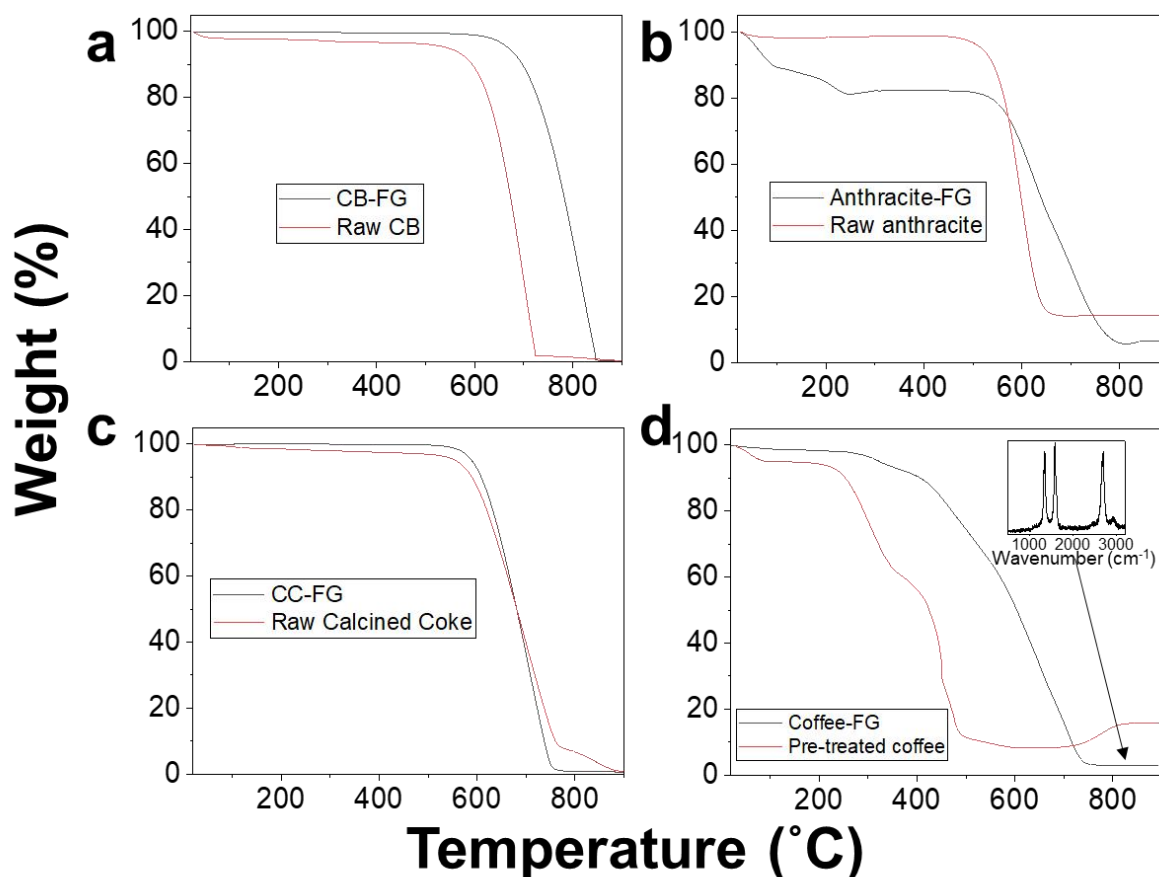 Weight (%)
a
100
80
60
40
20
0
CB-FG
Raw CB
200 400 600 800
b
100
80
60
40
20
0
Anthracite-FG
Raw anthracite
200 400 600 800
c
100
80
60
40
20
0
CC-FG
Raw Calcined Coke
200 400 600 800
d
100
80
60
40
20
0
1000 2000 3000
Wavenumber (cm⁻¹)
Coffee-FG
Pre-treated coffee
200 400 600 800
Temperature (˚C)